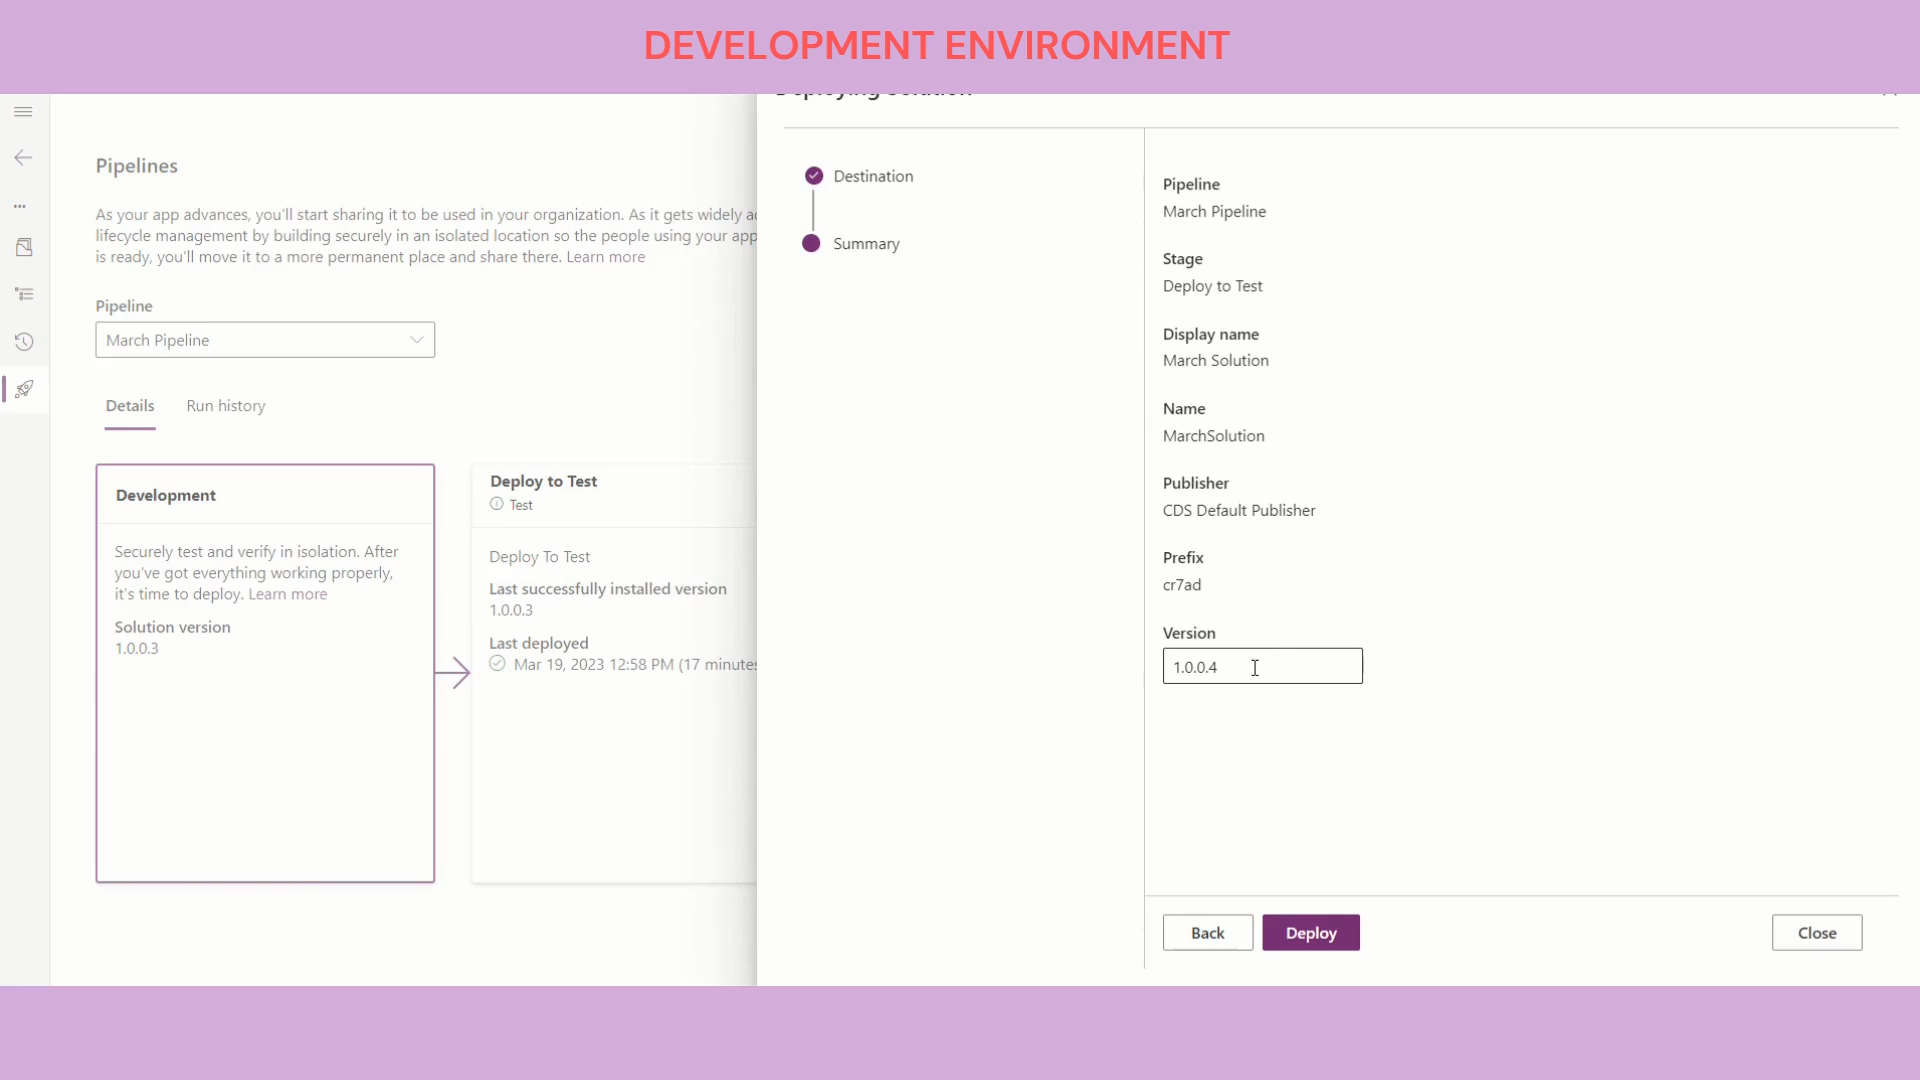 DEVELOPMENT ENVIRONMENT
Deploying Solution
Pipelines
As your app advances, you'll start sharing it to be used in your organization. As it gets widely
lifecycle management by building securely in an isolated location so the people using your app
is ready, you'll move it to a more permanent place and share there. Learn more
Pipeline
March Pipeline
Details
Run history
Development
Securely test and verify in isolation. After
you've got everything working properly,
it's time to deploy. Learn more
Solution version
1.0.0.3
Deploy to Test
Test
Deploy To Test
Last successfully installed version
1.0.0.3
Last deployed
Mar 19, 2023 12:58 PM (17 minutes
Destination
Summary
Pipeline
March Pipeline
Stage
Deploy to Test
Display name
March Solution
Name
MarchSolution
Publisher
CDS Default Publisher
Prefix
cr7ad
Version
1.0.0.4
Back
Deploy
Close